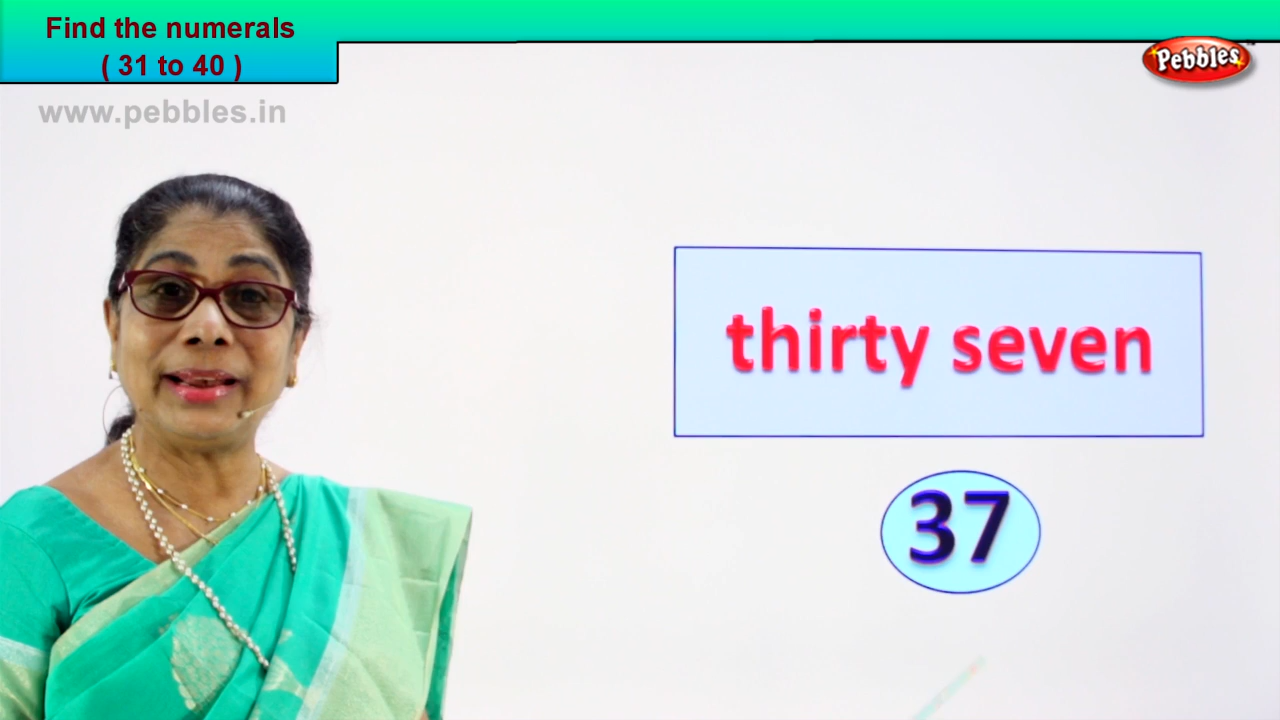 Find the numerals
( 31 to 40 )
Pebbles
www.pebbles.in
thirty seven
37